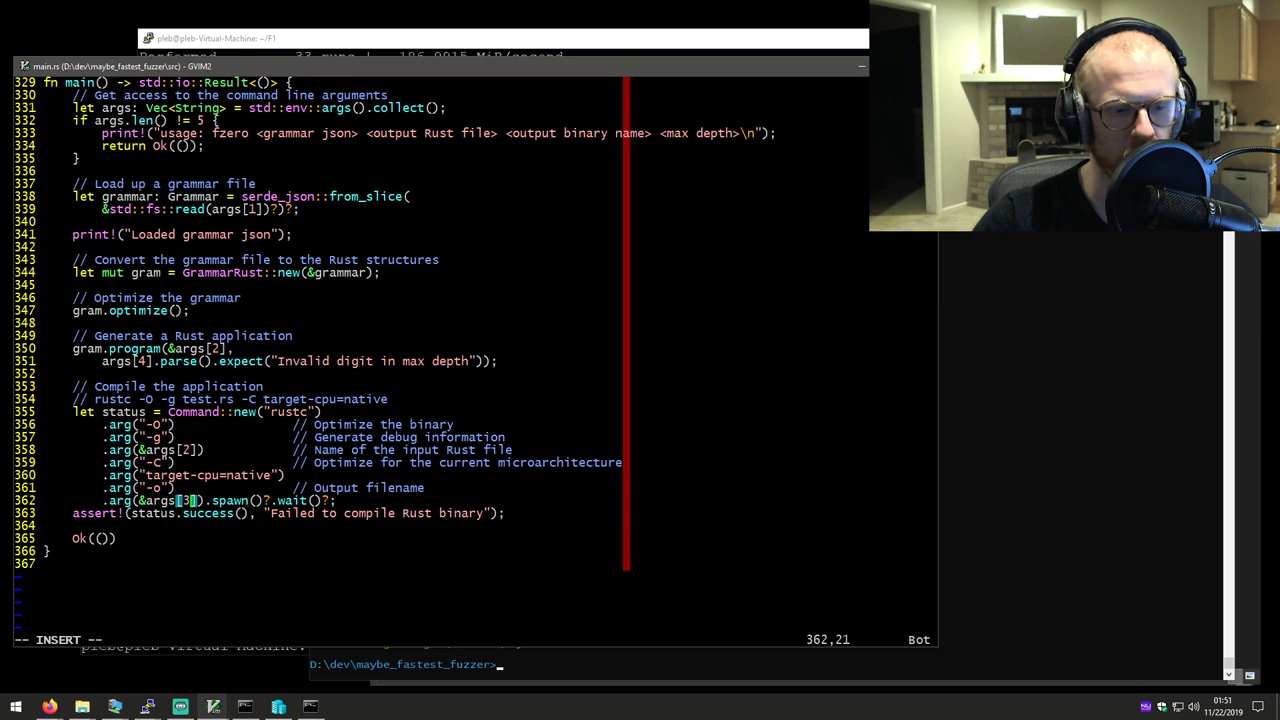 pleb@pleb-Virtual-Machine: ~/F1
main.rs (D:\dev\maybe_fastest_fuzzer\src) - GVIM2
329 fn main() -> std::io::Result<()> {
330     // Get access to the command line arguments
331     let args: Vec<String> = std::env::args().collect();
332     if args.len() != 5 {
333         print!("usage: fzero <grammar json> <output Rust file> <output binary name> <max depth>\n");
334         return Ok(());
335     }
336
337     // Load up a grammar file
338     let grammar: Grammar = serde_json::from_slice(
339         &std::fs::read(args[1])?)?;
340
341     print!("Loaded grammar json");
342
343     // Convert the grammar file to the Rust structures
344     let mut gram = GrammarRust::new(&grammar);
345
346     // Optimize the grammar
347     gram.optimize();
348
349     // Generate a Rust application
350     gram.program(&args[2],
351         args[4].parse().expect("Invalid digit in max depth"));
352
353     // Compile the application
354     // rustc -O -g test.rs -C target-cpu=native
355     let status = Command::new("rustc")
356         .arg("-O")                // Optimize the binary
357         .arg("-g")                // Generate debug information
358         .arg(&args[2])            // Name of the input Rust file
359         .arg("-C")                // Optimize for the current microarchitecture
360         .arg("target-cpu=native")
361         .arg("-o")                // Output filename
362         .arg(&args[3]).spawn()?.wait()?;
363     assert!(status.success(), "Failed to compile Rust binary");
364
365     Ok(())
366 }
367
~
~
~
~
-- INSERT -- 362,21 Bot
D:\dev\maybe_fastest_fuzzer>
01:51
11/22/2019